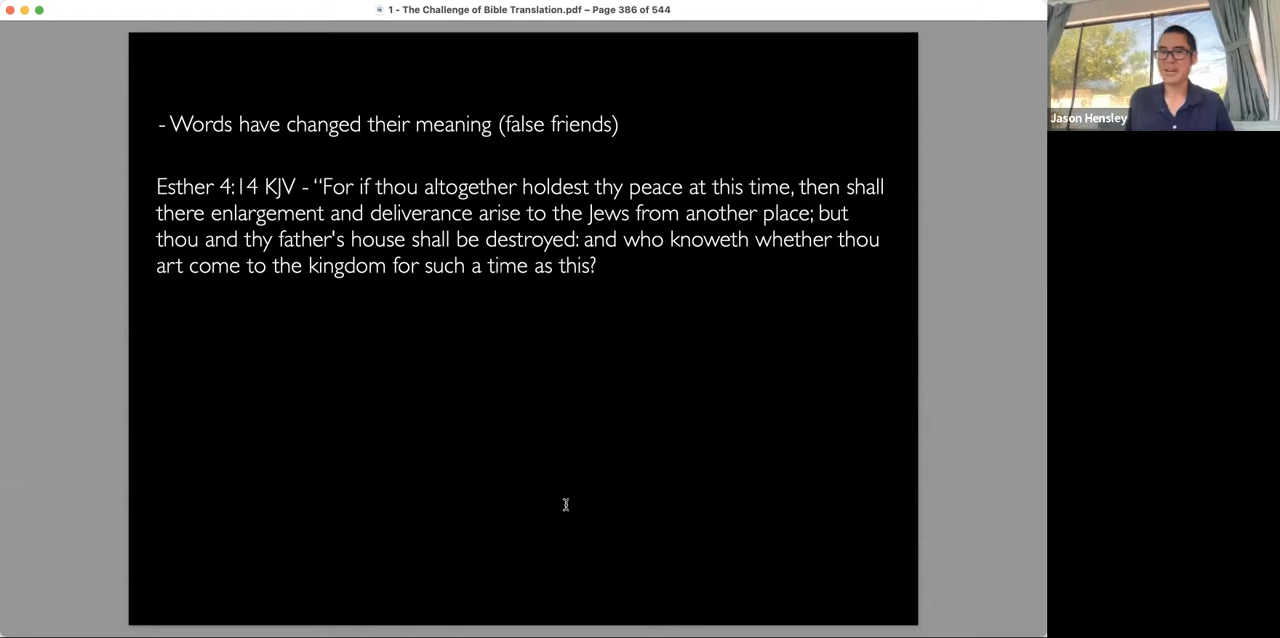 1 - The Challenge of Bible Translation.pdf – Page 386 of 544
Jason Hensley
- Words have changed their meaning (false friends)
Esther 4:14 KJV - “For if thou altogether holdest thy peace at this time, then shall
there enlargement and deliverance arise to the Jews from another place; but
thou and thy father's house shall be destroyed: and who knoweth whether thou
art come to the kingdom for such a time as this?